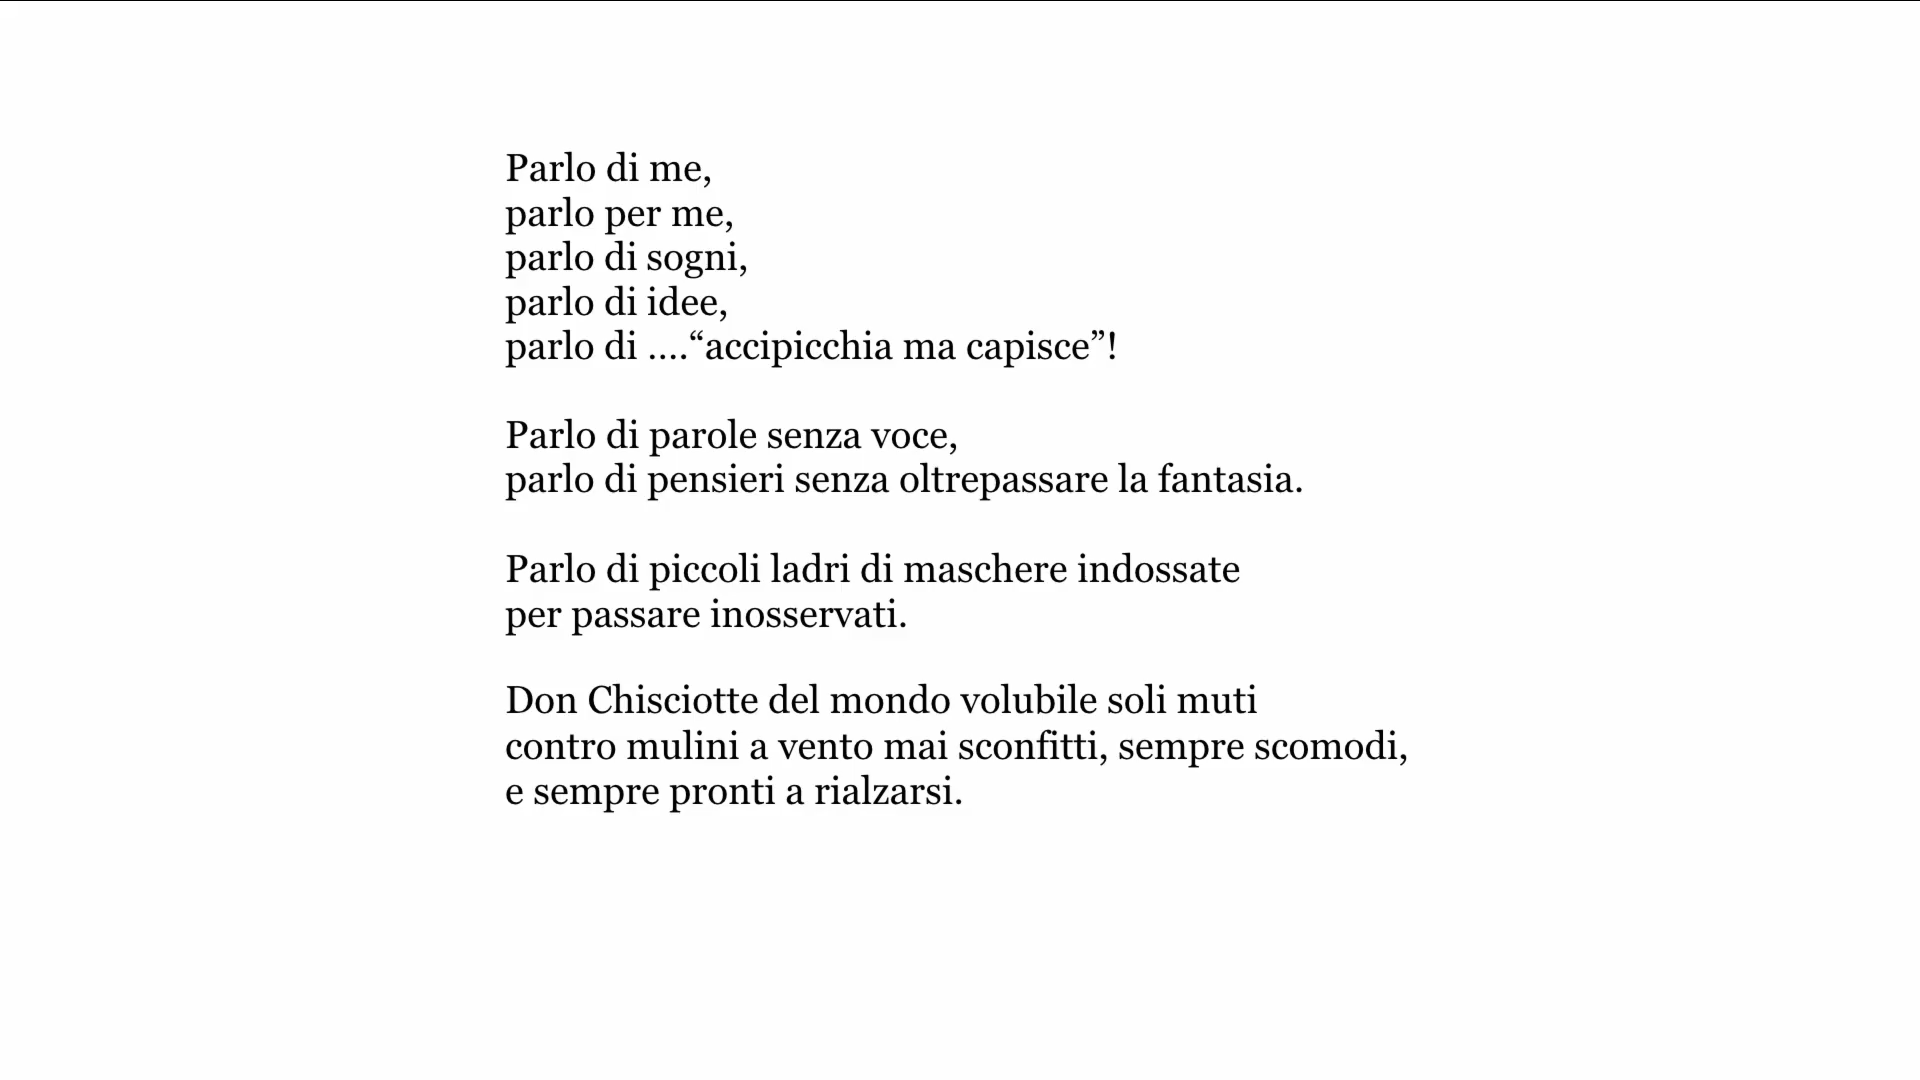 Parlo di me,
parlo per me,
parlo di sogni,
parlo di idee,
parlo di ....“accipicchia ma capisce”!
Parlo di parole senza voce,
parlo di pensieri senza oltrepassare la fantasia.
Parlo di piccoli ladri di maschere indossate
per passare inosservati.
Don Chisciotte del mondo volubile soli muti
contro mulini a vento mai sconfitti, sempre scomodi,
e sempre pronti a rialzarsi.